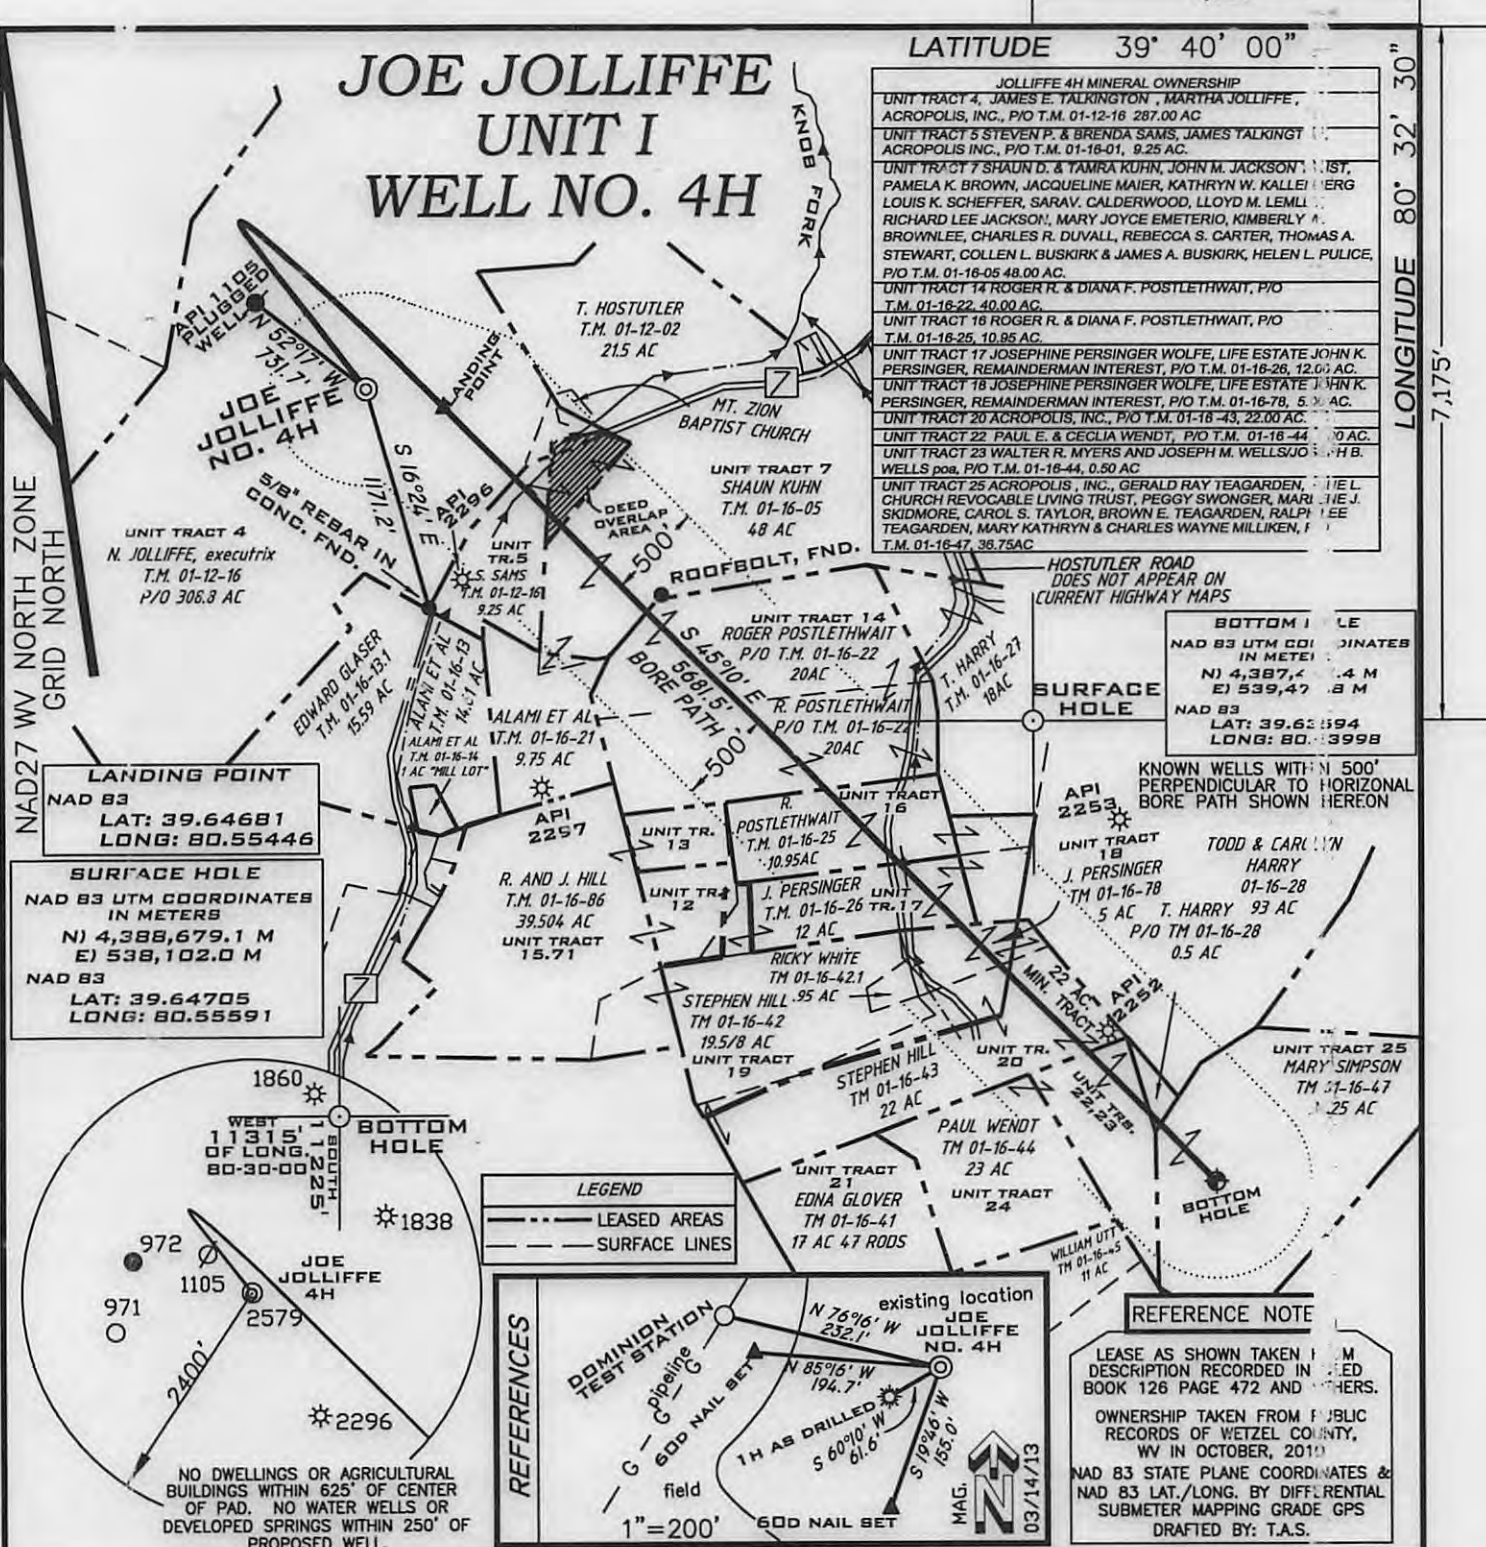 JOE JOLLIFFE
UNIT I
WELL NO. 4H
LATITUDE 39° 40' 00"
LONGITUDE 80° 32' 30"
7,175'
JOLLIFFE 4H MINERAL OWNERSHIP
UNIT TRACT 4, JAMES E. TALKINGTON , MARTHA JOLLIFFE ,
ACROPOLIS, INC., P/O T.M. 01-12-16 287.00 AC
UNIT TRACT 5 STEVEN P. & BRENDA SAMS, JAMES
ACROPOLIS INC., P/O T.M. 01-16-01, 9.25 AC.
UNIT TRACT 7 SHAUN D. & TAMRA KUHN, JOHN M. JACKSON
PAMELA K. BROWN, JACQUELINE MAIER, KATHRYN W.
LOUIS K. SCHEFFER, SARAV. CALDERWOOD, LLOYD M.
RICHARD LEE JACKSON, MARY JOYCE EMETERIO, KIMBERLY
BROWNLEE, CHARLES R. DUVALL, REBECCA S. CARTER, THOMAS A.
STEWART, COLLEN L. BUSKIRK & JAMES A. BUSKIRK, HELEN L. PULICE,
P/O T.M. 01-16-05 48.00 AC.
UNIT TRACT 14 ROGER R. & DIANA F. POSTLETHWAIT, P/O
T.M. 01-16-22, 40.00 AC.
UNIT TRACT 16 ROGER R. & DIANA F. POSTLETHWAIT, P/O
T.M. 01-16-25, 10.95 AC.
UNIT TRACT 17 JOSEPHINE PERSINGER WOLFE, LIFE ESTATE JOHN K.
PERSINGER, REMAINDERMAN INTEREST, P/O T.M. 01-16-26, 12.00 AC.
UNIT TRACT 18 JOSEPHINE PERSINGER WOLFE, LIFE ESTATE JOHN K.
PERSINGER, REMAINDERMAN INTEREST, P/O T.M. 01-16-78, AC.
UNIT TRACT 20 ACROPOLIS, INC., P/O T.M. 01-16 -43, 22.00 AC.
UNIT TRACT 22 PAUL E. & CECLIA WENDT, P/O T.M. 01-16 -44 AC.
UNIT TRACT 23 WALTER R. MYERS AND JOSEPH M. B.
WELLS poa, P/O T.M. 01-16-44, 0.50 AC
UNIT TRACT 25 ACROPOLIS , INC., GERALD RAY TEAGARDEN, L.
CHURCH REVOCABLE LIVING TRUST, PEGGY SWONGER, J.
SKIDMORE, CAROL S. TAYLOR, BROWN E. TEAGARDEN,
TEAGARDEN, MARY KATHRYN & CHARLES WAYNE MILLIKEN,
T.M. 01-16-47, 36.75AC
KNOB FORK
API 1105
PLUGGED
WELL
N 52°17' W
731.7'
JOE
JOLLIFFE
NO. 4H
LANDING
POINT
T. HOSTUTLER
T.M. 01-12-02
21.5 AC
7
MT. ZION
BAPTIST CHURCH
S 16°24' E
1171.2'
5/8" REBAR IN
CONC. FND.
API
2296
UNIT TRACT 7
SHAUN KUHN
T.M. 01-16-05
48 AC
DEED
OVERLAP
AREA
500'
ROOFBOLT, FND.
HOSTUTLER ROAD
DOES NOT APPEAR ON
CURRENT HIGHWAY MAPS
NAD27 WV NORTH ZONE
GRID NORTH
UNIT TRACT 4
N. JOLLIFFE, executrix
T.M. 01-12-16
P/O 306.8 AC
UNIT
TR.5
S. SAMS
T.M. 01-12-16
9.25 AC
UNIT TRACT 14
ROGER POSTLETHWAIT
P/O T.M. 01-16-22
20AC
S 45°10' E
5681.5'
BORE PATH
500'
R. POSTLETHWAIT
P/O T.M. 01-16-22
20AC
T. HARRY
T.M. 01-16-27
18AC
SURFACE
HOLE
BOTTOM
NAD 83 UTM
IN
N) 4 M
E) M
NAD 83
LAT:
LONG:
KNOWN WELLS WITHIN 500'
PERPENDICULAR TO HORIZONAL
BORE PATH SHOWN HEREON
EDWARD GLASER
T.M. 01-16-13.1
15.59 AC
ALAMI ET AL
T.M. 01-16-13
AC
ALAMI ET AL
T.M. 01-16-14
1 AC "MILL LOT"
ALAMI ET AL
T.M. 01-16-21
9.75 AC
API
2297
LANDING POINT
NAD 83
LAT: 39.64681
LONG: 80.55446
SURFACE HOLE
NAD 83 UTM COORDINATES
IN METERS
N) 4,388,679.1 M
E) 538,102.0 M
NAD 83
LAT: 39.64705
LONG: 80.55591
UNIT TR.
13
R.
POSTLETHWAIT
T.M. 01-16-25
10.95AC
UNIT TRACT
16
API
2253
UNIT TRACT
18
J. PERSINGER
TM 01-16-78
5 AC
TODD & CAROLYN
HARRY
01-16-28
93 AC
R. AND J. HILL
T.M. 01-16-86
39.504 AC
UNIT TRACT
15.71
UNIT TR.
12
J. PERSINGER
T.M. 01-16-26
12 AC
UNIT
TR.17
T. HARRY
P/O TM 01-16-28
0.5 AC
RICKY WHITE
TM 01-16-42.1
.95 AC
22 AC
MIN. TRACT
API
2252
7
STEPHEN HILL
TM 01-16-42
19.5/8 AC
UNIT TRACT
19
STEPHEN HILL
TM 01-16-43
22 AC
UNIT TR.
20
UNIT TRS.
22,23
UNIT TRACT 25
MARY SIMPSON
TM -16-47
25 AC
PAUL WENDT
TM 01-16-44
23 AC
UNIT TRACT
24
UNIT TRACT
21
EDNA GLOVER
TM 01-16-41
17 AC 47 RODS
WILLIAM UTT
TM 01-16-45
11 AC
BOTTOM
HOLE
1860
WEST
11315'
OF LONG.
80-30-00
SOUTH
11225'
BOTTOM
HOLE
1838
972
1105
971
JOE
JOLLIFFE
4H
2579
2400'
2296
NO DWELLINGS OR AGRICULTURAL
BUILDINGS WITHIN 625' OF CENTER
OF PAD. NO WATER WELLS OR
DEVELOPED SPRINGS WITHIN 250' OF
PROPOSED WELL.
LEGEND
LEASED AREAS
SURFACE LINES
REFERENCES
DOMINION
TEST STATION
N 76°16' W
232.1'
existing location
JOE
JOLLIFFE
NO. 4H
N 85°16' W
194.7'
G G G G pipeline
60D NAIL SET
1H AS DRILLED
S 60°10' W
61.6'
S 19°46' W
155.0'
field
1"=200'
60D NAIL SET
MAG.
N
03/14/13
REFERENCE NOTE
LEASE AS SHOWN TAKEN FROM
DESCRIPTION RECORDED IN DEED
BOOK 126 PAGE 472 AND OTHERS.
OWNERSHIP TAKEN FROM PUBLIC
RECORDS OF WETZEL COUNTY,
WV IN OCTOBER,
NAD 83 STATE PLANE COORDINATES &
NAD 83 LAT./LONG. BY DIFFERENTIAL
SUBMETER MAPPING GRADE GPS
DRAFTED BY: T.A.S.